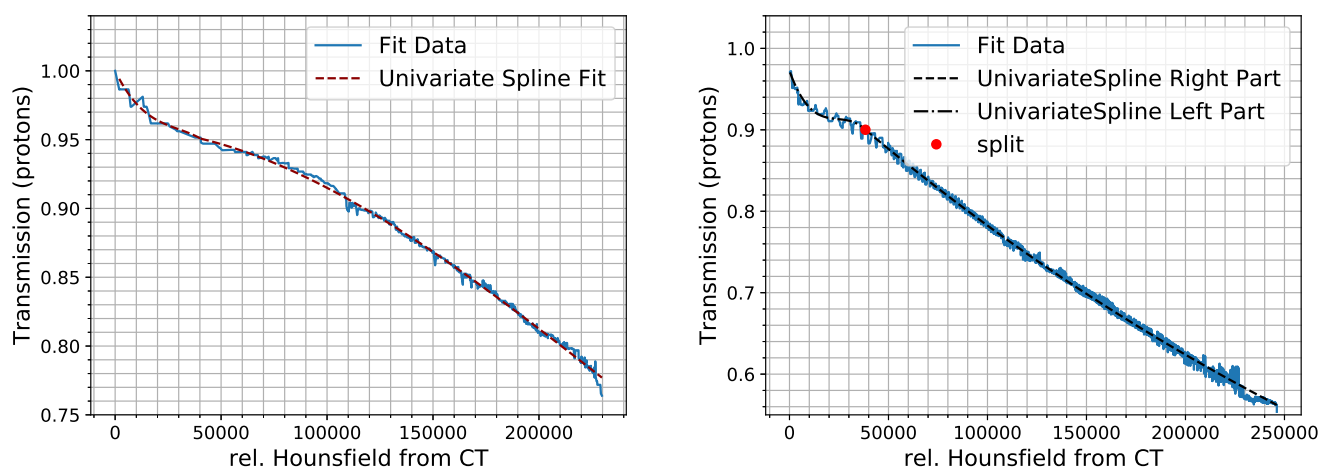 Fit Data
Univariate Spline Fit
1.00
0.95
0.90
0.85
0.80
0.75
0
50000
100000
150000
200000
Transmission (protons)
rel. Hounsfield from CT
Fit Data
UnivariateSpline Right Part
UnivariateSpline Left Part
split
1.0
0.9
0.8
0.7
0.6
0
50000
100000
150000
200000
250000
Transmission (protons)
rel. Hounsfield from CT